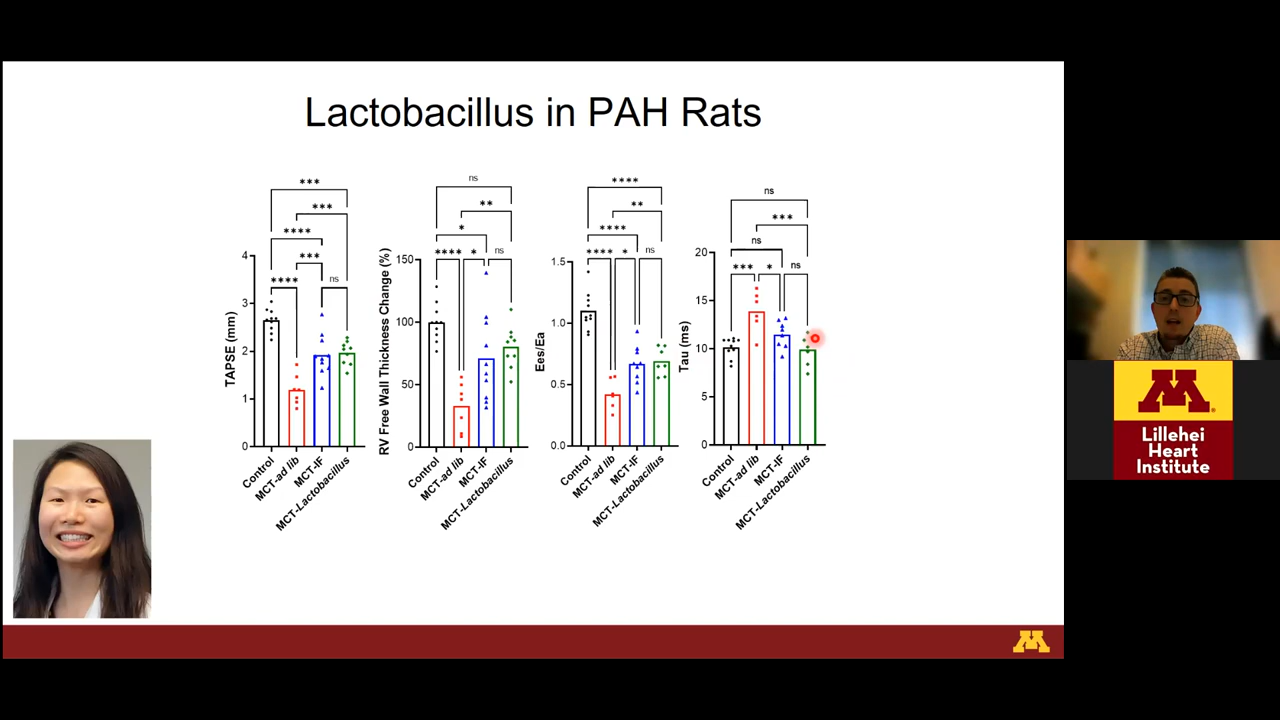 Lactobacillus in PAH Rats
***
***
****
***
****
ns
TAPSE (mm)
4
3
2
1
0
Control
MCT-ad lib
MCT-IF
MCT-Lactobacillus
ns
**
*
****
*
ns
RV Free Wall Thickness Change (%)
150
100
50
0
Control
MCT-ad lib
MCT-IF
MCT-Lactobacillus
****
**
****
****
*
ns
Ees/Ea
1.5
1.0
0.5
0.0
Control
MCT-ad lib
MCT-IF
MCT-Lactobacillus
ns
***
ns
***
*
ns
Tau (ms)
20
15
10
5
0
Control
MCT-ad lib
MCT-IF
MCT-Lactobacillus
M
M
Lillehei
Heart
Institute